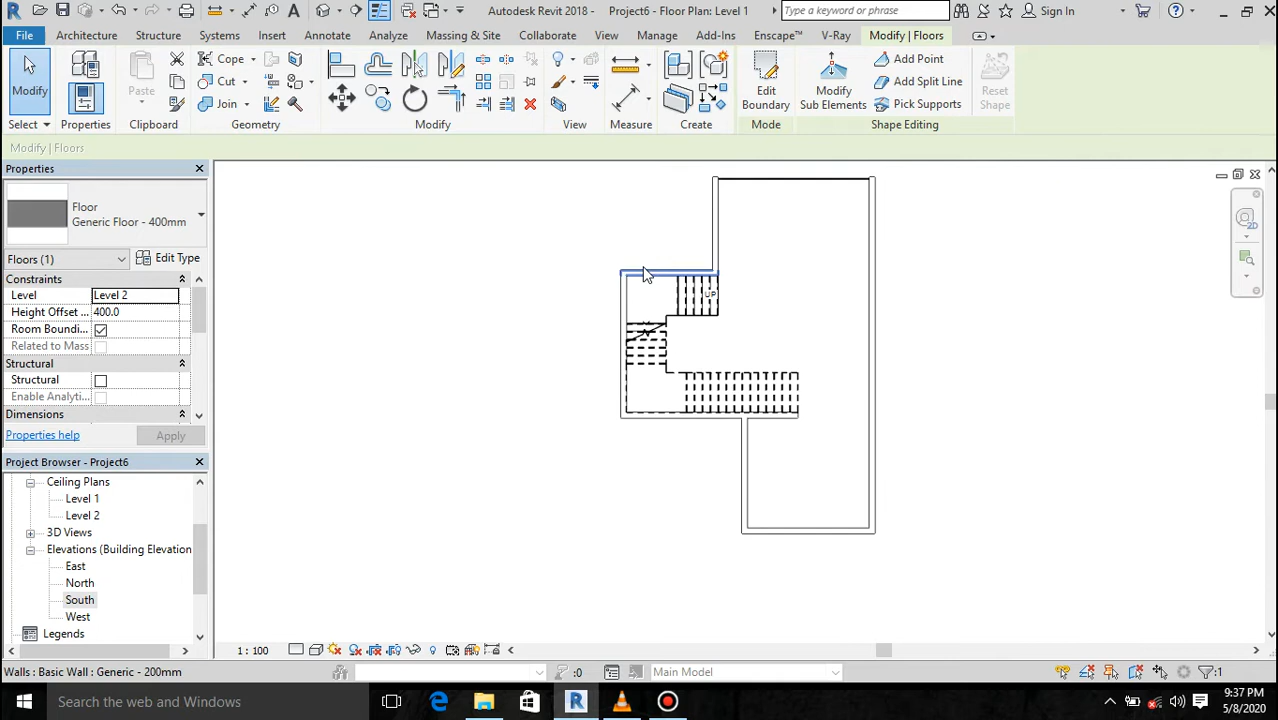 Autodesk Revit 2018 - Project6 - Floor Plan: Level 1
Type a keyword or phrase
Sign In
File Architecture Structure Systems Insert Annotate Analyze Massing & Site Collaborate View Manage Add-Ins Enscape™ V-Ray Modify | Floors
Modify
Paste
Cope
Cut
Join
Edit
Boundary
Modify
Sub Elements
Add Point
Add Split Line
Pick Supports
Reset
Shape
Select Properties Clipboard Geometry Modify View Measure Create Mode Shape Editing
Modify | Floors
Properties
Floor
Generic Floor - 400mm
Floors (1)
Edit Type
Constraints
Level Level 2
Height Offset ... 400.0
Room Boundi...
Related to Mass
Structural
Structural
Enable Analyti...
Dimensions
Properties help
Apply
Project Browser - Project6
Ceiling Plans
Level 1
Level 2
3D Views
Elevations (Building Elevation
East
North
South
West
Legends
UP
1 : 100
Walls : Basic Wall : Generic - 200mm
:0
Main Model
:1
Search the web and Windows
9:37 PM
5/8/2020